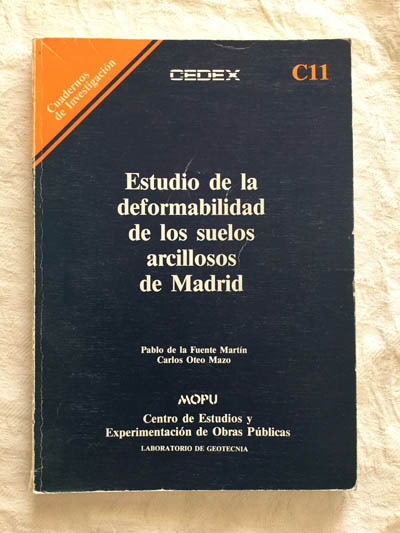 Cuadernos
de Investigación
CEDEX
C11
Estudio de la
deformabilidad
de los suelos
arcillosos
de Madrid
Pablo de la Fuente Martín
Carlos Oteo Mazo
MOPU
Centro de Estudios y
Experimentación de Obras Públicas
LABORATORIO DE GEOTECNIA